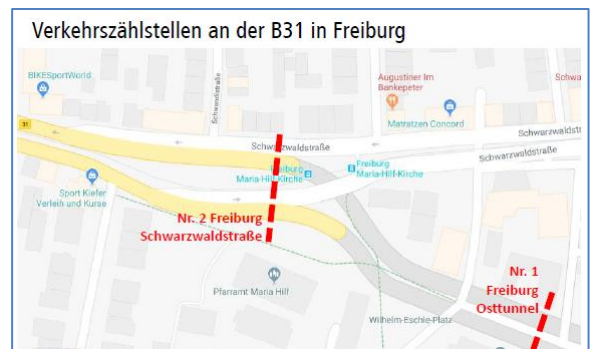 Verkehrszählstellen an der B31 in Freiburg
BIKESportWorld
Schwendistraße
Augustiner Im
Bankepeter
Schwa
Matratzen Concord
31
Schwarzwaldstraße
Schwarzwaldstr
Schwarzwaldstraße
Freiburg
Maria-Hilf-Kirche
Freiburg
Maria-Hilf-Kirche
Sport Kiefer
Verleih und Kurse
Nr. 2 Freiburg
Schwarzwaldstraße
Pfarramt Maria Hilf
Nr. 1
Freiburg
Osttunnel
Wilhelm-Eschle-Platz